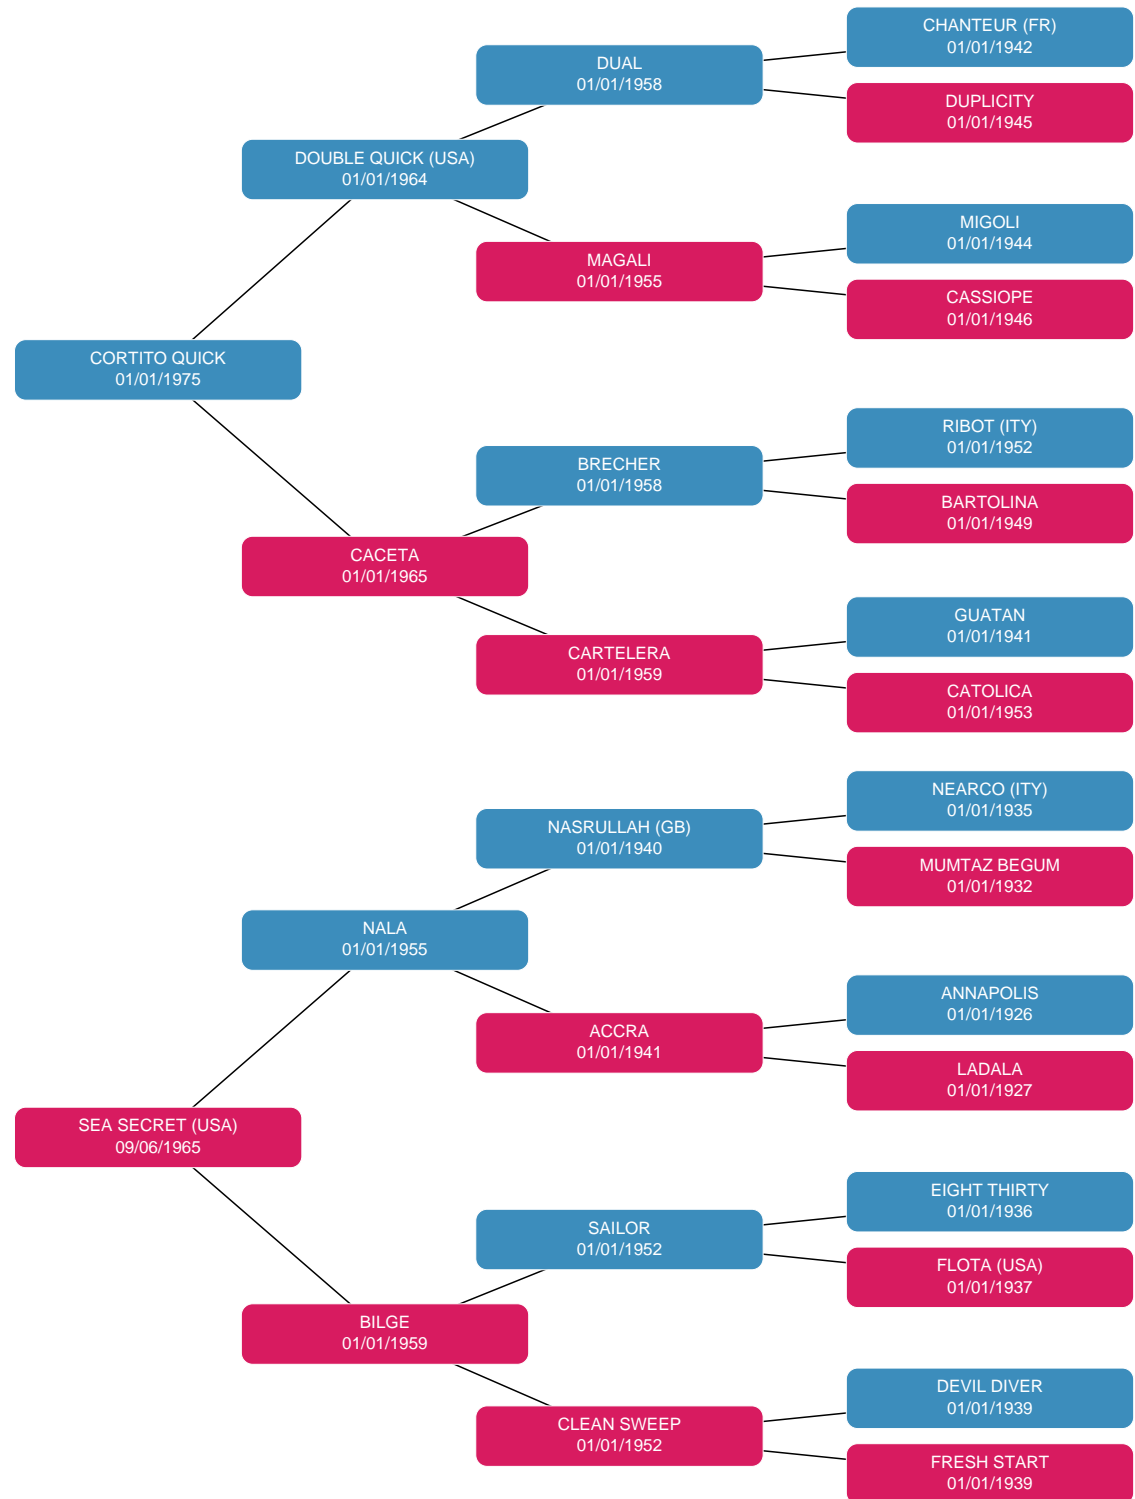 CHANTEUR (FR)
01/01/1942
DUAL
01/01/1958
DUPLICITY
01/01/1945
DOUBLE QUICK (USA)
01/01/1964
MIGOLI
01/01/1944
MAGALI
01/01/1955
CASSIOPE
01/01/1946
CORTITO QUICK
01/01/1975
RIBOT (ITY)
01/01/1952
BRECHER
01/01/1958
BARTOLINA
01/01/1949
CACETA
01/01/1965
GUATAN
01/01/1941
CARTELERA
01/01/1959
CATOLICA
01/01/1953
NEARCO (ITY)
01/01/1935
NASRULLAH (GB)
01/01/1940
MUMTAZ BEGUM
01/01/1932
NALA
01/01/1955
ANNAPOLIS
01/01/1926
ACCRA
01/01/1941
LADALA
01/01/1927
SEA SECRET (USA)
09/06/1965
EIGHT THIRTY
01/01/1936
SAILOR
01/01/1952
FLOTA (USA)
01/01/1937
BILGE
01/01/1959
DEVIL DIVER
01/01/1939
CLEAN SWEEP
01/01/1952
FRESH START
01/01/1939